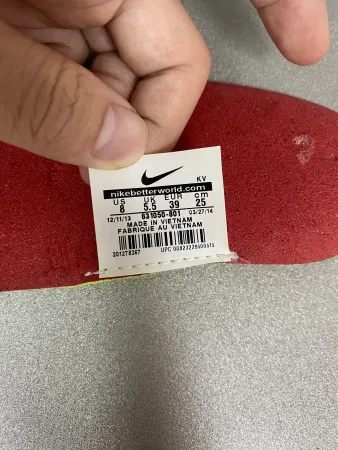 KV
nikebetterworld.com
US UK EUR cm
8 5.5 39 25
12/11/13 631050-801 03/27/14
MADE IN VIETNAM
FABRIQUE AU VIETNAM
201278367